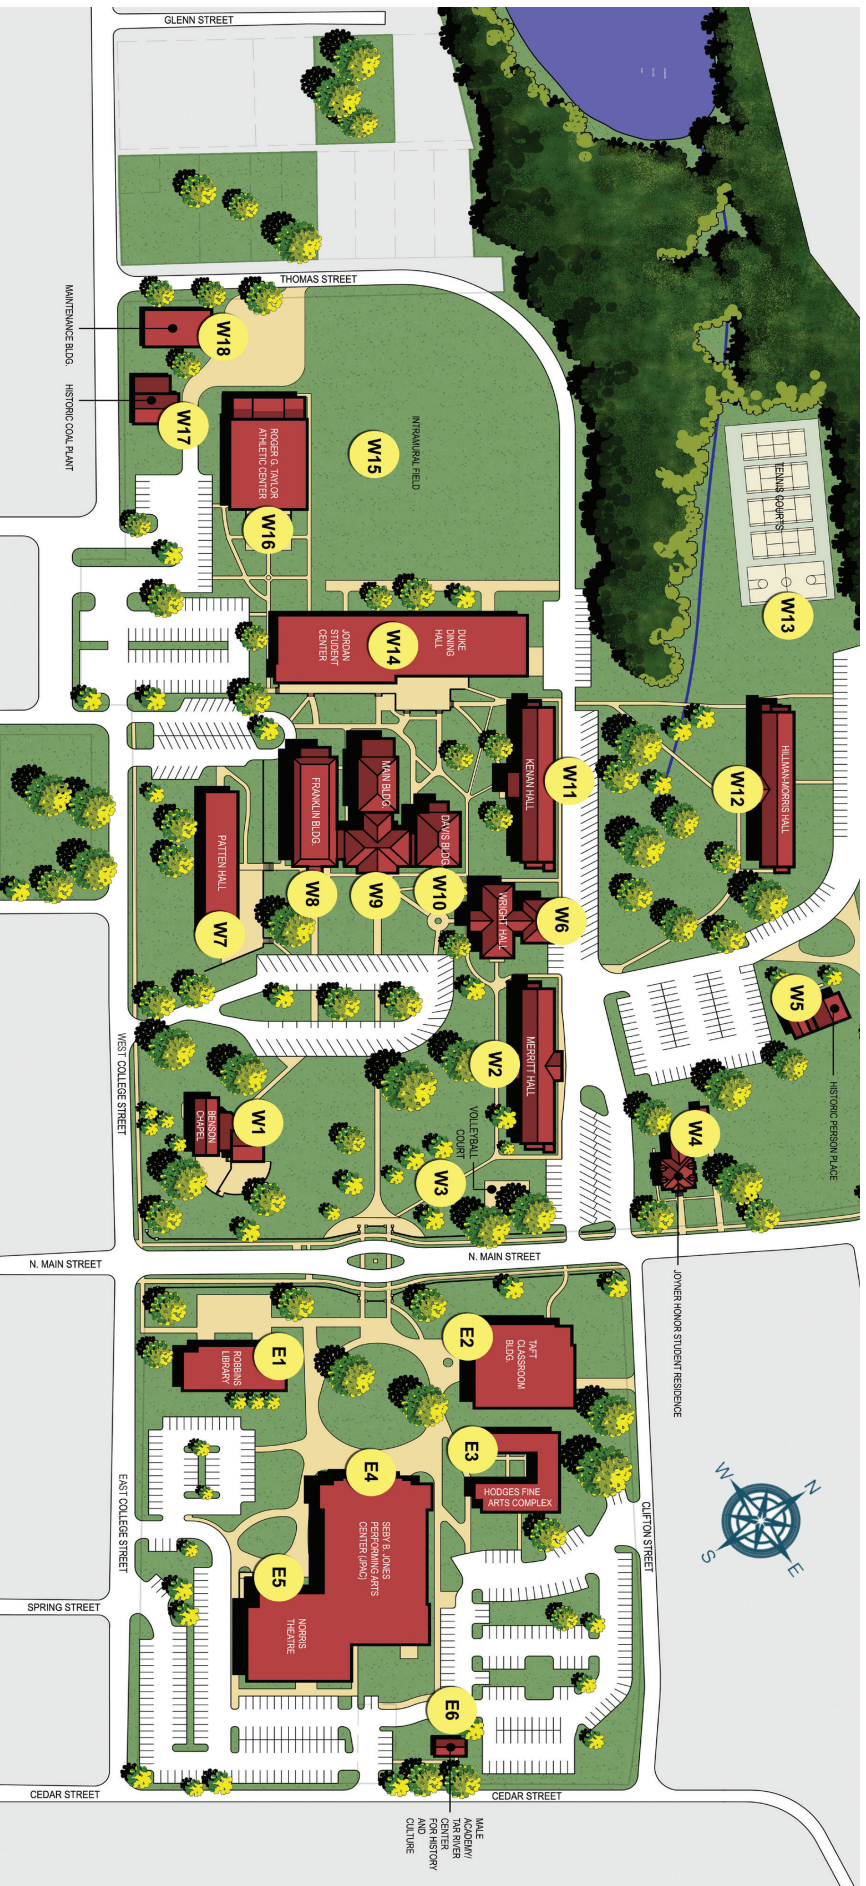 GLENN STREET
THOMAS STREET
MAINTENANCE BLDG.
W18
HISTORIC COAL PLANT
W17
ROGER G. TAYLOR
ATHLETIC CENTER
W16
W15
INTRAMURAL FIELD
TENNIS COURTS
W13
DUKE
DINING
HALL
W14
JORDAN
STUDENT
CENTER
KENAN HALL
W11
HILLMAN-MORRIS HALL
W12
MAIN BLDG.
FRANKLIN BLDG.
DAVIS BLDG.
PATTEN HALL
W7
W8
W9
W10
WRIGHT HALL
W6
W5
HISTORIC PERSON PLACE
WEST COLLEGE STREET
MERRITT HALL
W2
W1
BENSON
CHAPEL
VOLLEYBALL
COURT
W3
W4
JOYNER HONOR STUDENT RESIDENCE
N. MAIN STREET
N. MAIN STREET
E1
ROBBINS
LIBRARY
E2
TAFT
CLASSROOM
BLDG.
E3
HODGES FINE
ARTS COMPLEX
E4
SEBY B. JONES
PERFORMING ARTS
CENTER (JPAC)
E5
NORRIS
THEATRE
EAST COLLEGE STREET
CLIFTON STREET
N
W
E
S
SPRING STREET
E6
CEDAR STREET
CEDAR STREET
MALE
ACADEMY/
TAR RIVER
CENTER
FOR HISTORY
AND
CULTURE